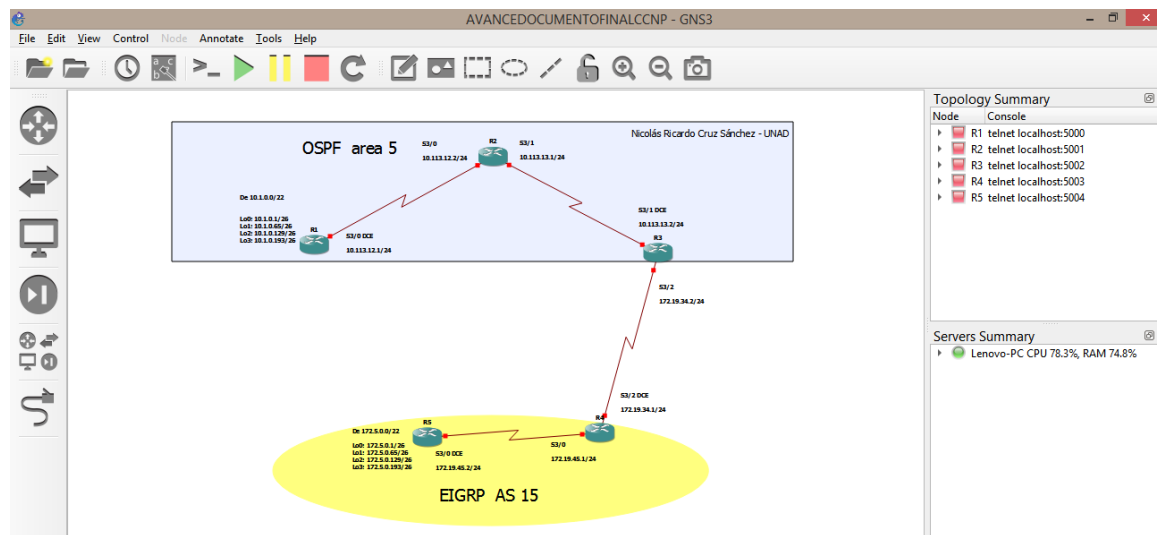 AVANCEDOCUMENTOFINALCCNP - GNS3
File Edit View Control Node Annotate Tools Help
Topology Summary
Node Console
R1 telnet localhost:5000
R2 telnet localhost:5001
R3 telnet localhost:5002
R4 telnet localhost:5003
R5 telnet localhost:5004
Servers Summary
Lenovo-PC CPU 78.3%, RAM 74.8%
Nicolás Ricardo Cruz Sánchez - UNAD
OSPF area 5
S3/0
10.113.12.2/24
R2
S3/1
10.113.13.1/24
De 10.1.0.0/22
Lo0: 10.1.0.1/26
Lo1: 10.1.0.65/26
Lo2: 10.1.0.129/26
Lo3: 10.1.0.193/26
R1
S3/0 DCE
10.113.12.1/24
S3/1 DCE
10.113.13.2/24
R3
S3/2
172.19.34.2/24
S3/2 DCE
172.19.34.1/24
R4
S3/0
172.19.45.1/24
R5
De 172.5.0.0/22
Lo0: 172.5.0.1/26
Lo1: 172.5.0.65/26
Lo2: 172.5.0.129/26
Lo3: 172.5.0.193/26
S3/0 DCE
172.19.45.2/24
EIGRP AS 15